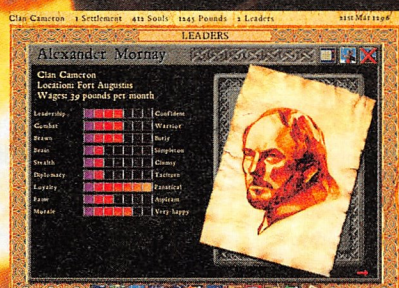 Clan Cameron 1 Settlement 412 Souls 1245 Pounds 2 Leaders 21st Mar 1296
LEADERS
Alexander Mornay
Clan Cameron
Location: Fort Augustus
Wages: 39 pounds per month
Leadership Confident
Combat Warrior
Brawn Burly
Brain Simpleton
Stealth Clumsy
Diplomacy Taciturn
Loyalty Fanatical
Fame Aspirant
Morale Very happy